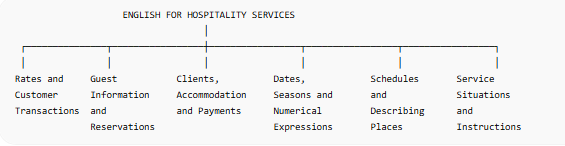 ENGLISH FOR HOSPITALITY SERVICES
Rates and
Customer
Transactions
Guest
Information
and
Reservations
Clients,
Accommodation
and Payments
Dates,
Seasons and
Numerical
Expressions
Schedules
and
Describing
Places
Service
Situations
and
Instructions